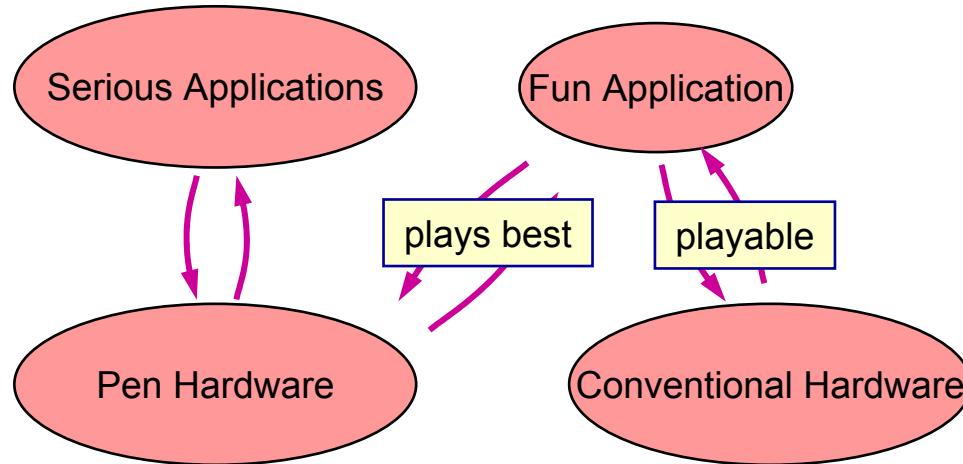 Serious Applications
Fun Application
plays best
playable
Pen Hardware
Conventional Hardware